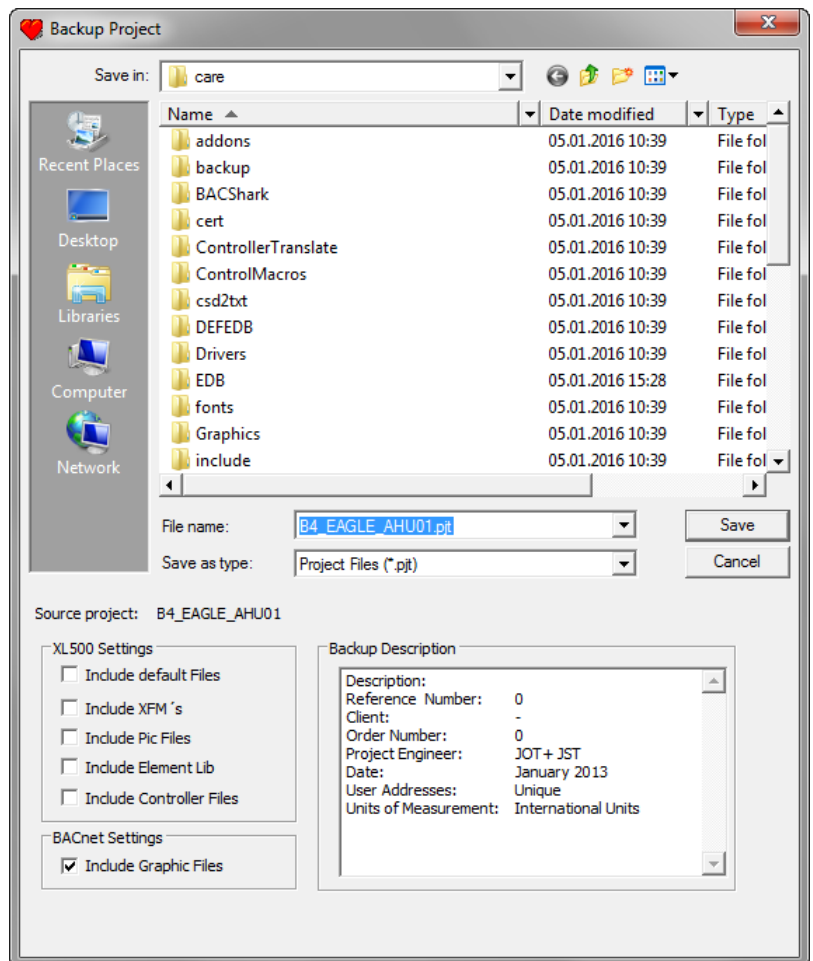 Backup Project
Save in: care
Name Date modified Type
addons 05.01.2016 10:39 File fol
backup 05.01.2016 10:39 File fol
BACShark 05.01.2016 10:39 File fol
cert 05.01.2016 10:39 File fol
ControllerTranslate 05.01.2016 10:39 File fol
ControlMacros 05.01.2016 10:39 File fol
csd2txt 05.01.2016 10:39 File fol
DEFEDB 05.01.2016 10:39 File fol
Drivers 05.01.2016 10:39 File fol
EDB 05.01.2016 15:28 File fol
fonts 05.01.2016 10:39 File fol
Graphics 05.01.2016 10:39 File fol
include 05.01.2016 10:39 File fol
Recent Places
Desktop
Libraries
Computer
Network
File name: B4_EAGLE_AHU01.pjt Save
Save as type: Project Files (*.pjt) Cancel
Source project: B4_EAGLE_AHU01
XL500 Settings
Include default Files
Include XFM´s
Include Pic Files
Include Element Lib
Include Controller Files
BACnet Settings
Include Graphic Files
Backup Description
Description:
Reference Number: 0
Client: -
Order Number: 0
Project Engineer: JOT+ JST
Date: January 2013
User Addresses: Unique
Units of Measurement: International Units